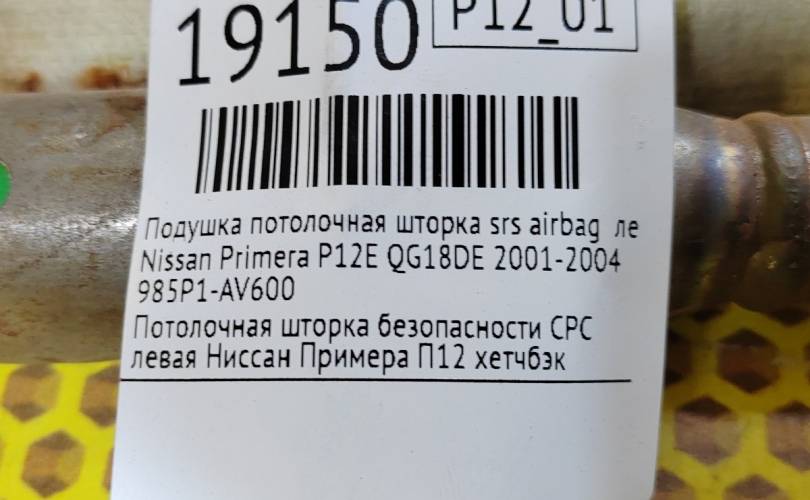 19150
P12_01
Подушка потолочная шторка srs airbag ле
Nissan Primera P12E QG18DE 2001-2004
985P1-AV600
Потолочная шторка безопасности СРС
левая Ниссан Примера П12 хетчбэк